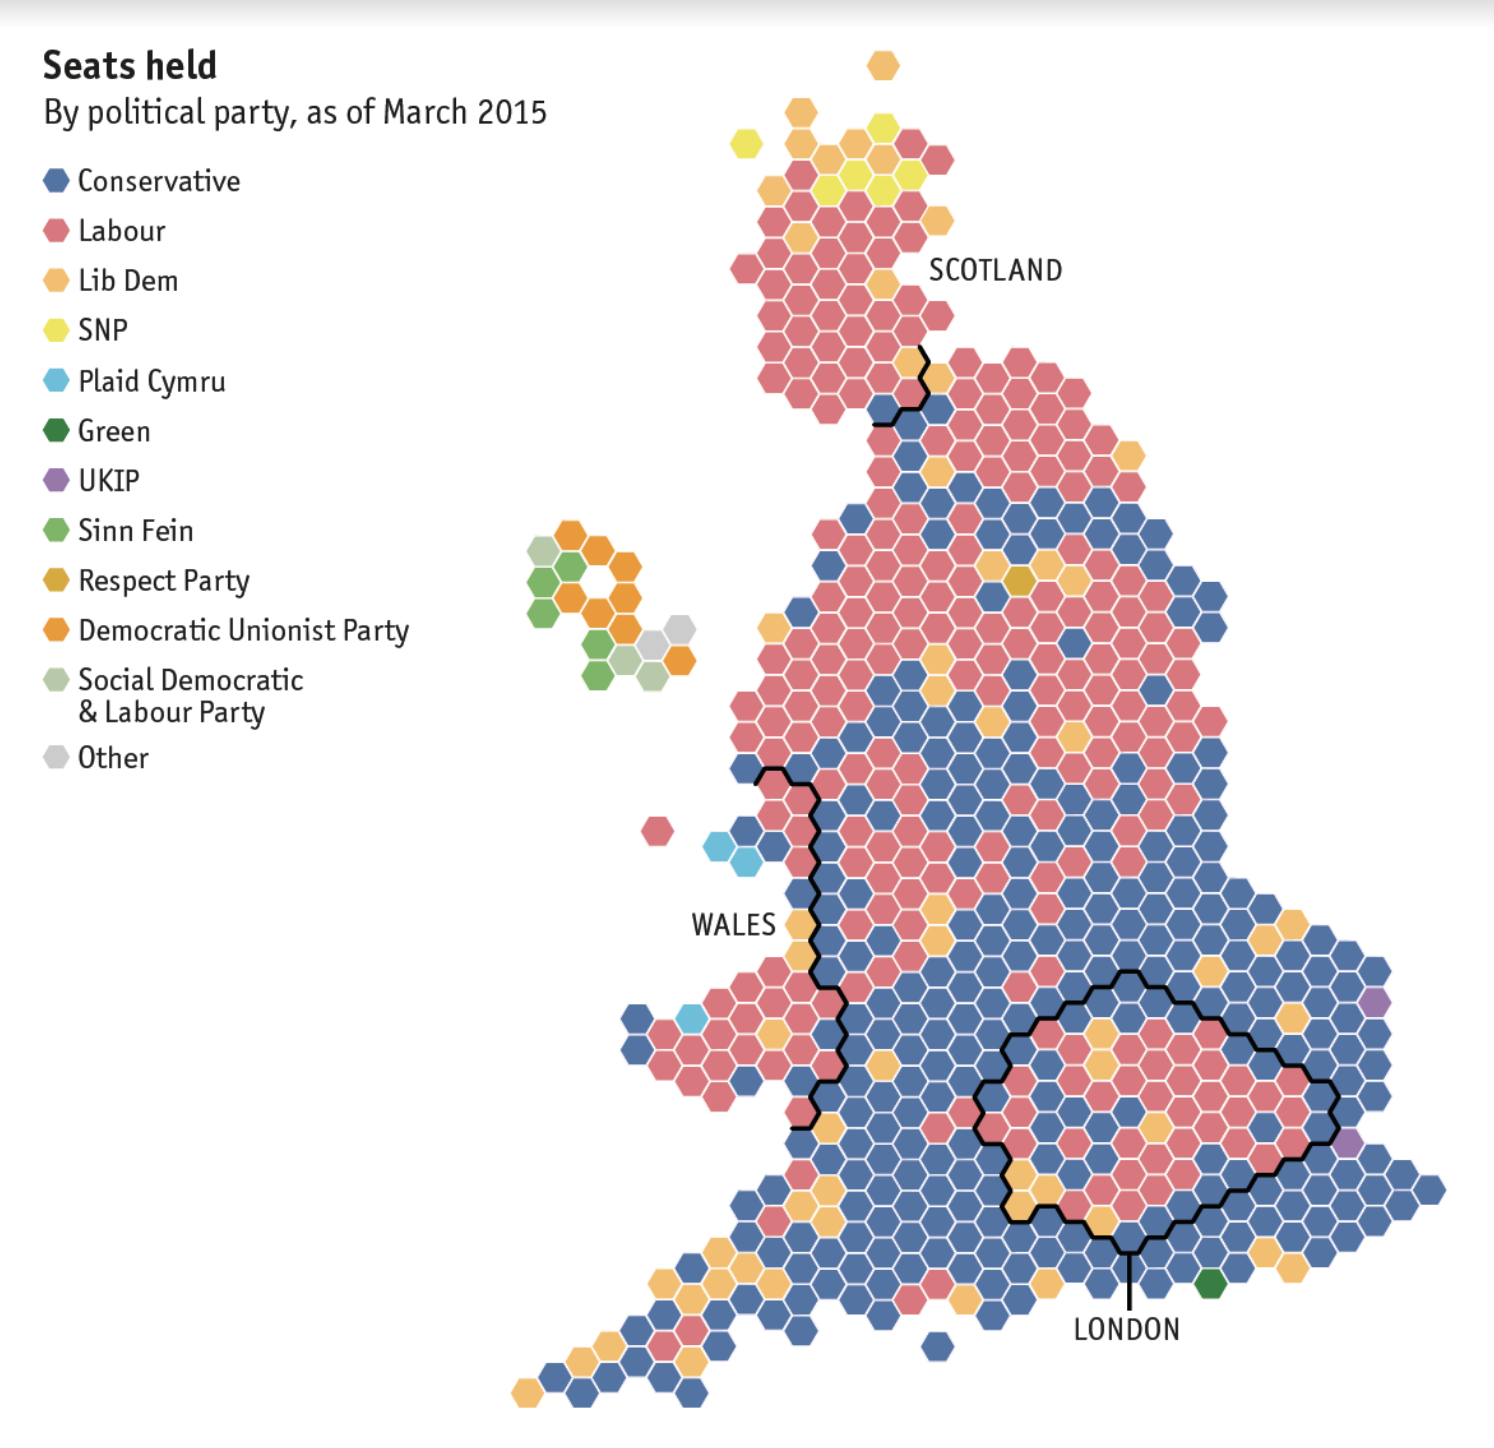 Seats held
By political party, as of March 2015
Conservative
Labour
Lib Dem
SNP
Plaid Cymru
Green
UKIP
Sinn Fein
Respect Party
Democratic Unionist Party
Social Democratic
& Labour Party
Other
SCOTLAND
WALES
LONDON